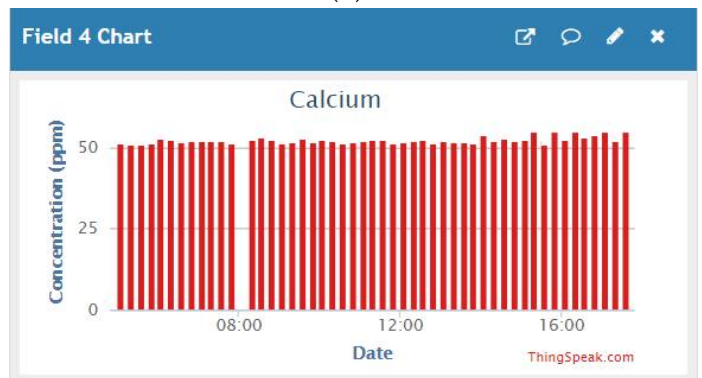 Field 4 Chart
Calcium
Concentration (ppm)
50
25
0
08:00 12:00 16:00
Date
ThingSpeak.com